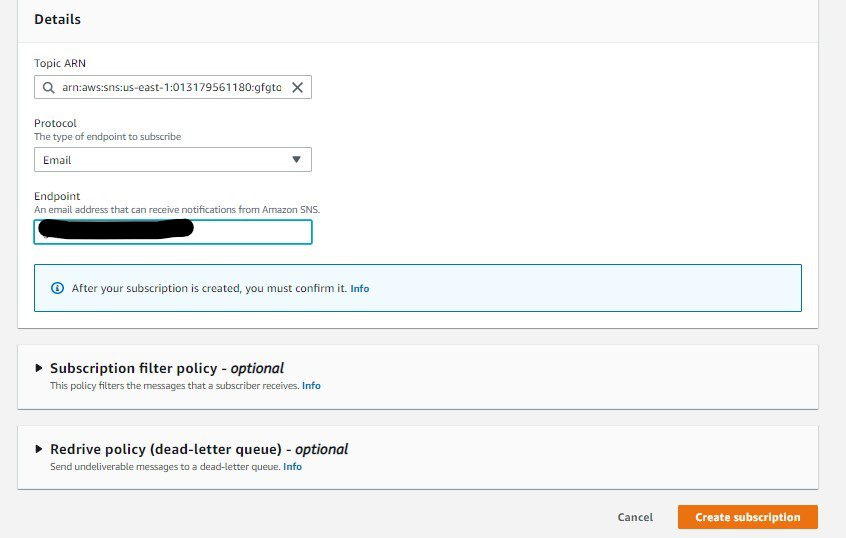 Details
Topic ARN
arn:aws:sns:us-east-1:013179561180:gfgto
Protocol
The type of endpoint to subscribe
Email
Endpoint
An email address that can receive notifications from Amazon SNS.
After your subscription is created, you must confirm it. Info
Subscription filter policy - optional
This policy filters the messages that a subscriber receives. Info
Redrive policy (dead-letter queue) - optional
Send undeliverable messages to a dead-letter queue. Info
Cancel
Create subscription